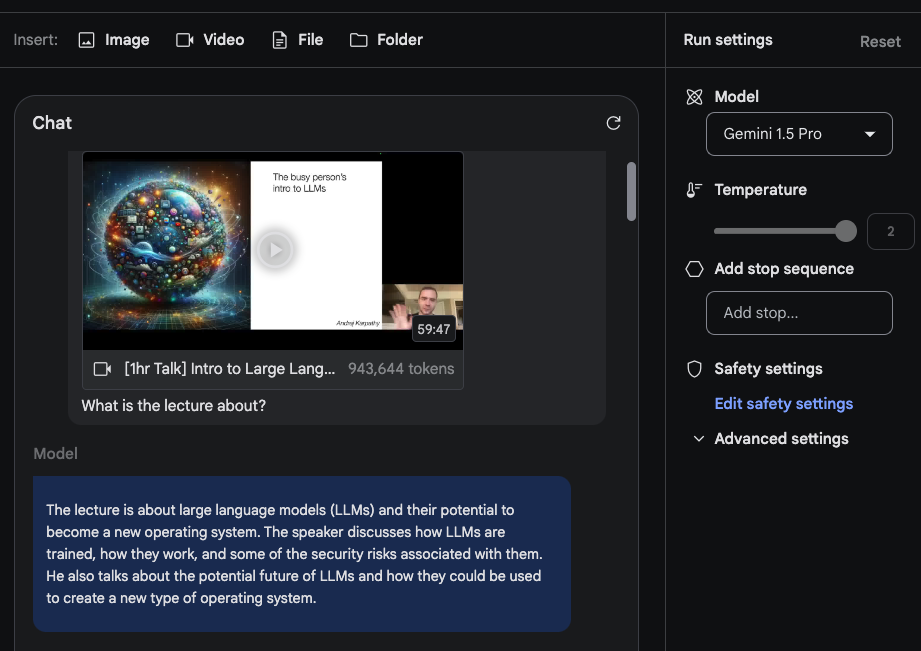 Insert: Image Video File Folder
Run settings Reset
Chat
The busy person's
intro to LLMs
Andrej Karpathy
59:47
[1hr Talk] Intro to Large Lang... 943,644 tokens
What is the lecture about?
Model
The lecture is about large language models (LLMs) and their potential to
become a new operating system. The speaker discusses how LLMs are
trained, how they work, and some of the security risks associated with them.
He also talks about the potential future of LLMs and how they could be used
to create a new type of operating system.
Model
Gemini 1.5 Pro
Temperature
2
Add stop sequence
Add stop...
Safety settings
Edit safety settings
Advanced settings